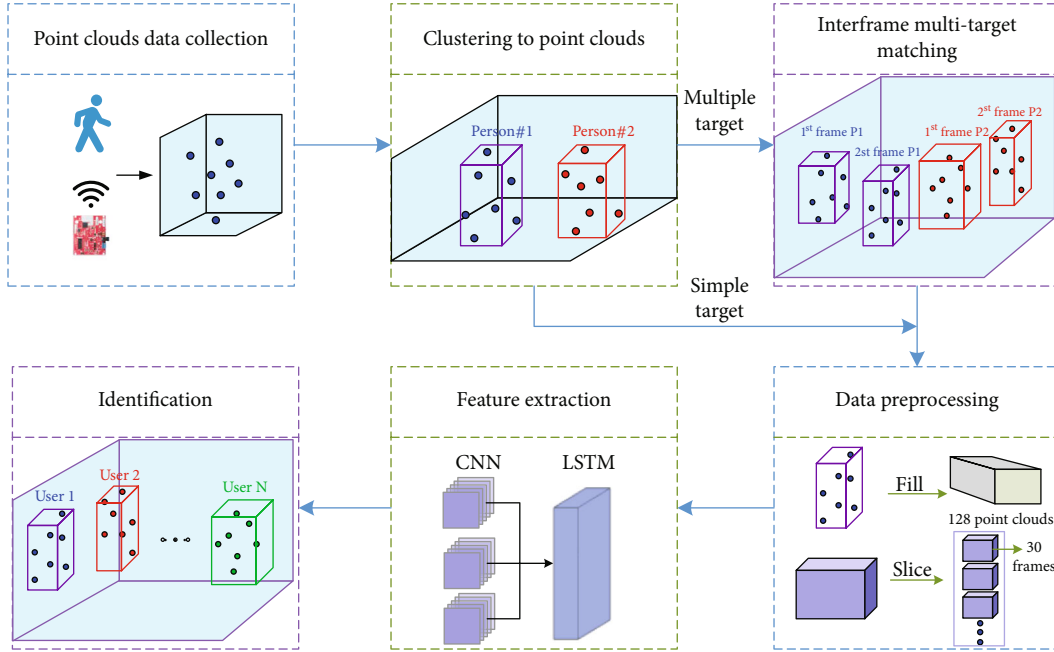 Point clouds data collection
Clustering to point clouds
Person#1
Person#2
Multiple
target
Interframe multi-target
matching
1st frame P1
2st frame P1
1st frame P2
2st frame P2
Simple
target
Data preprocessing
Fill
128 point clouds
Slice
30
frames
Feature extraction
CNN
LSTM
Identification
User 1
User 2
User N